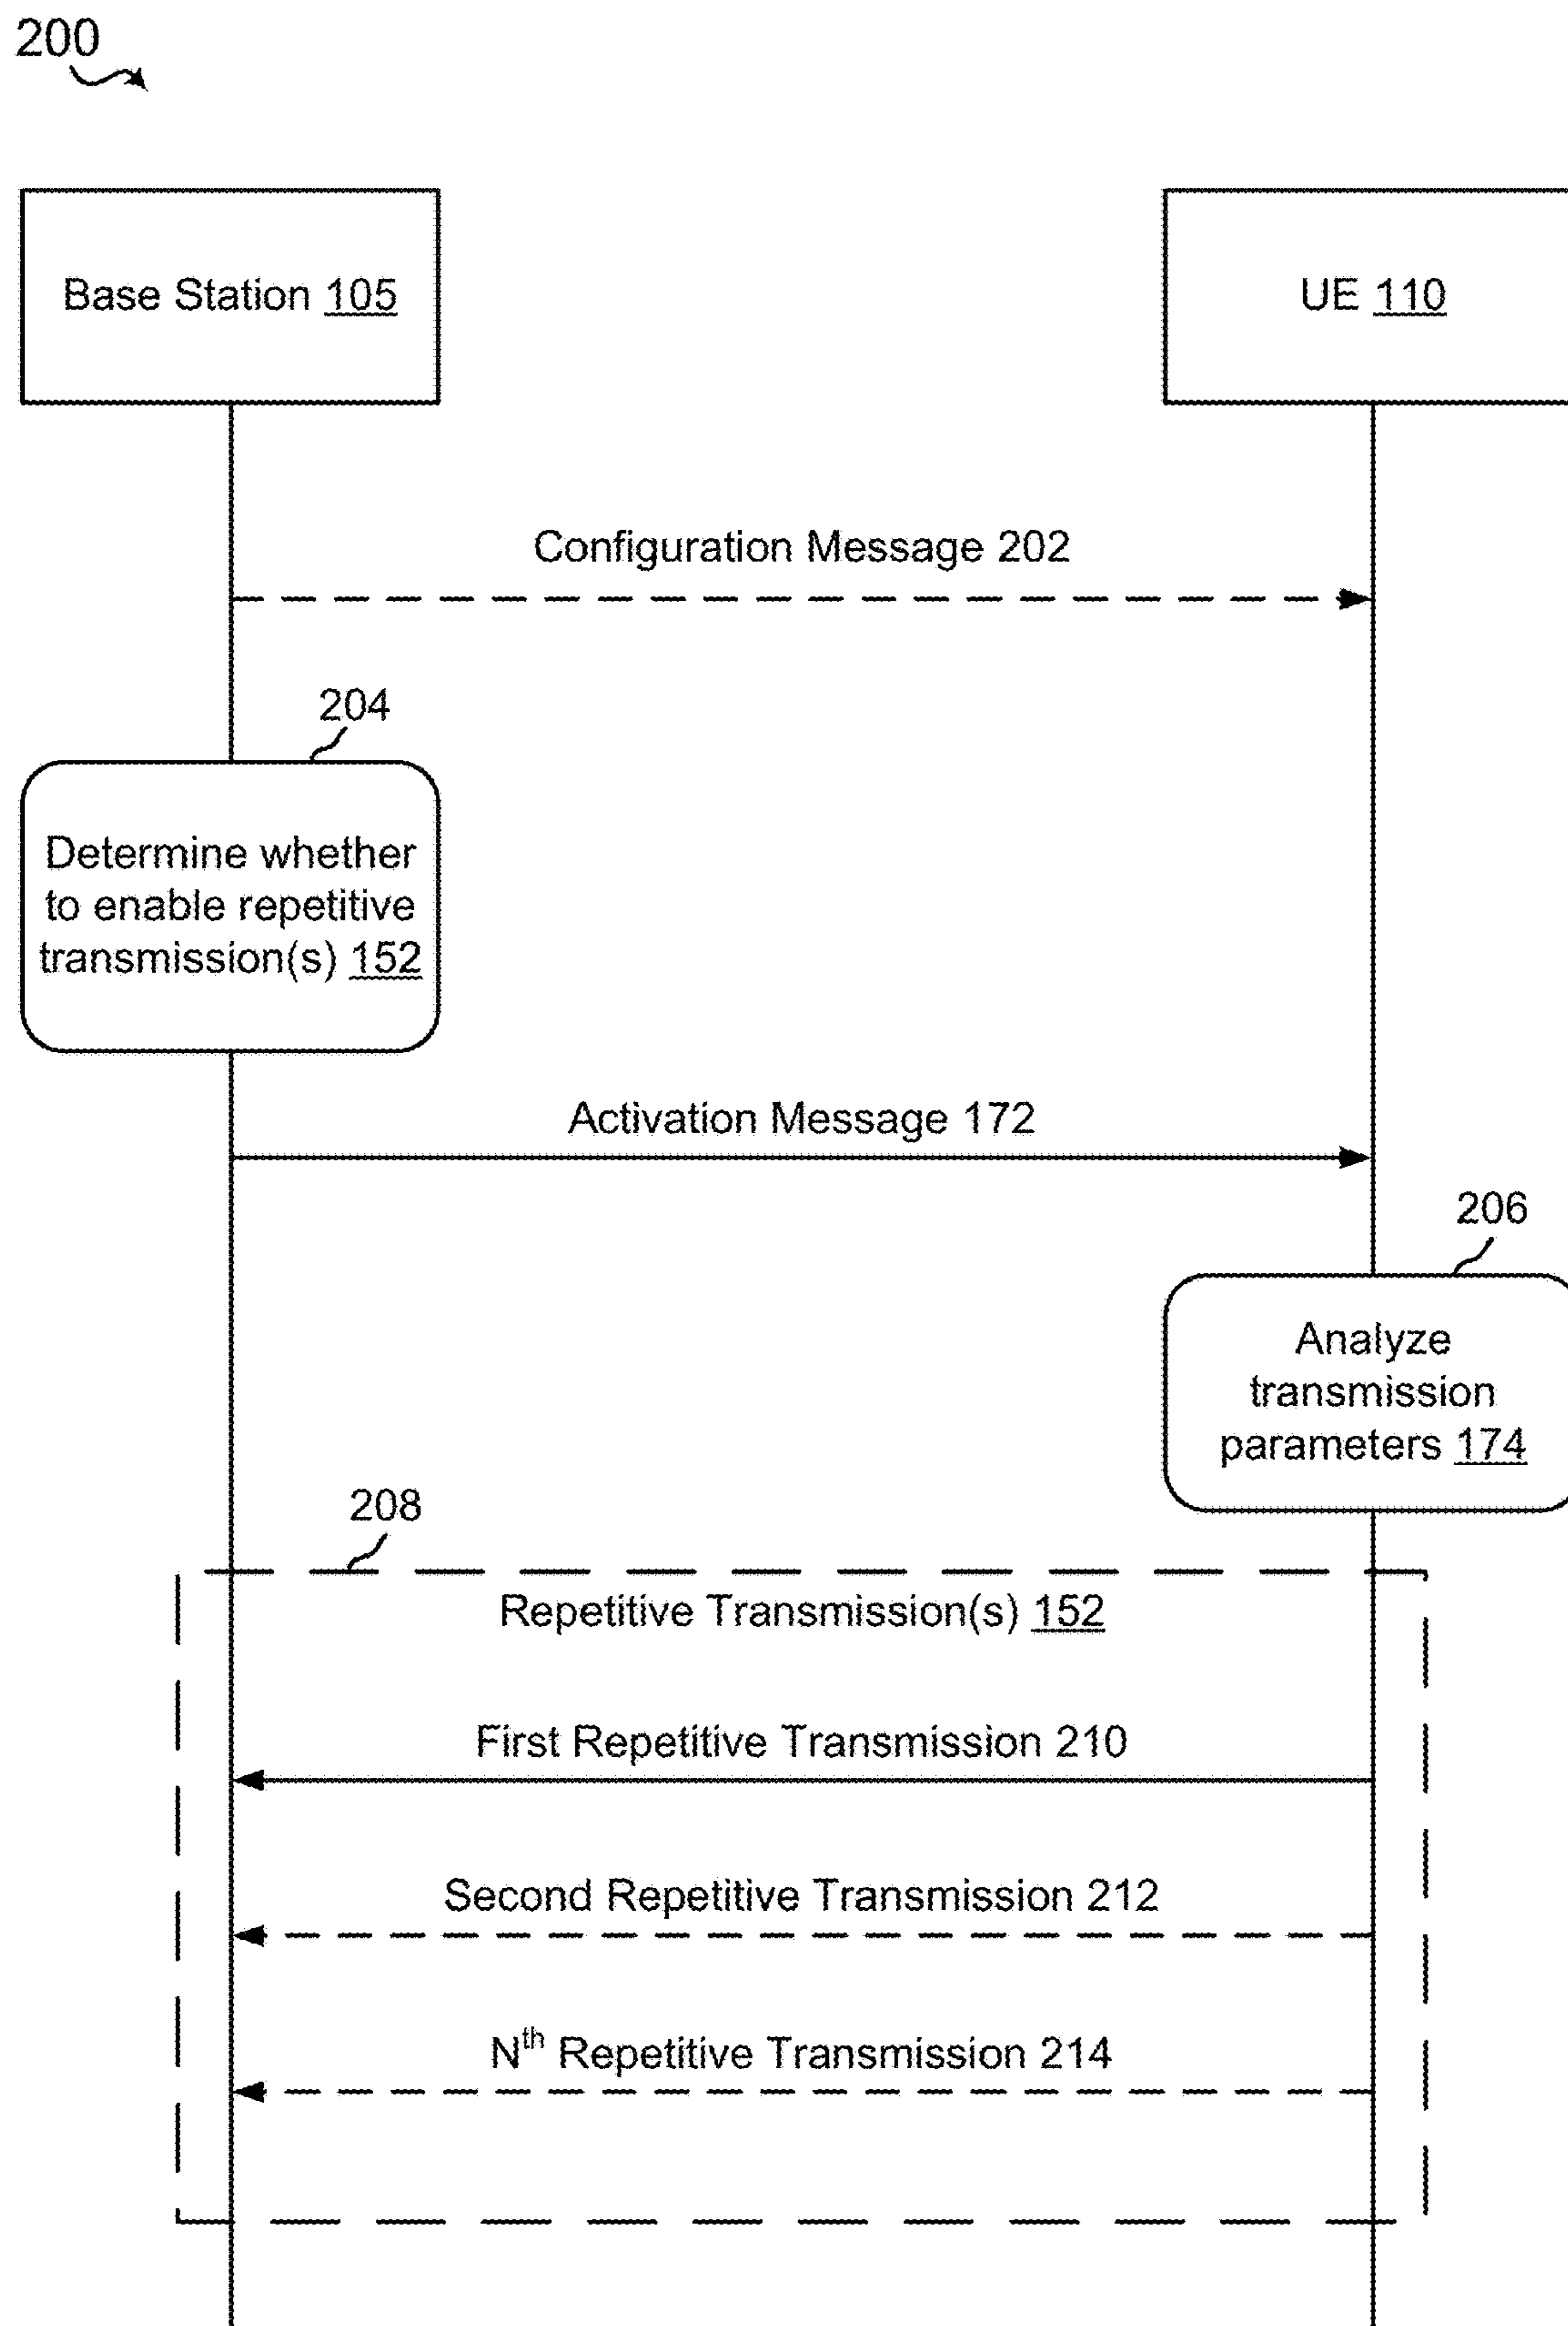 200
Base Station 105
UE 110
Configuration Message 202
204
Determine whether
to enable repetitive
transmission(s) 152
Activation Message 172
206
Analyze
transmission
parameters 174
208
Repetitive Transmission(s) 152
First Repetitive Transmission 210
Second Repetitive Transmission 212
Nth Repetitive Transmission 214